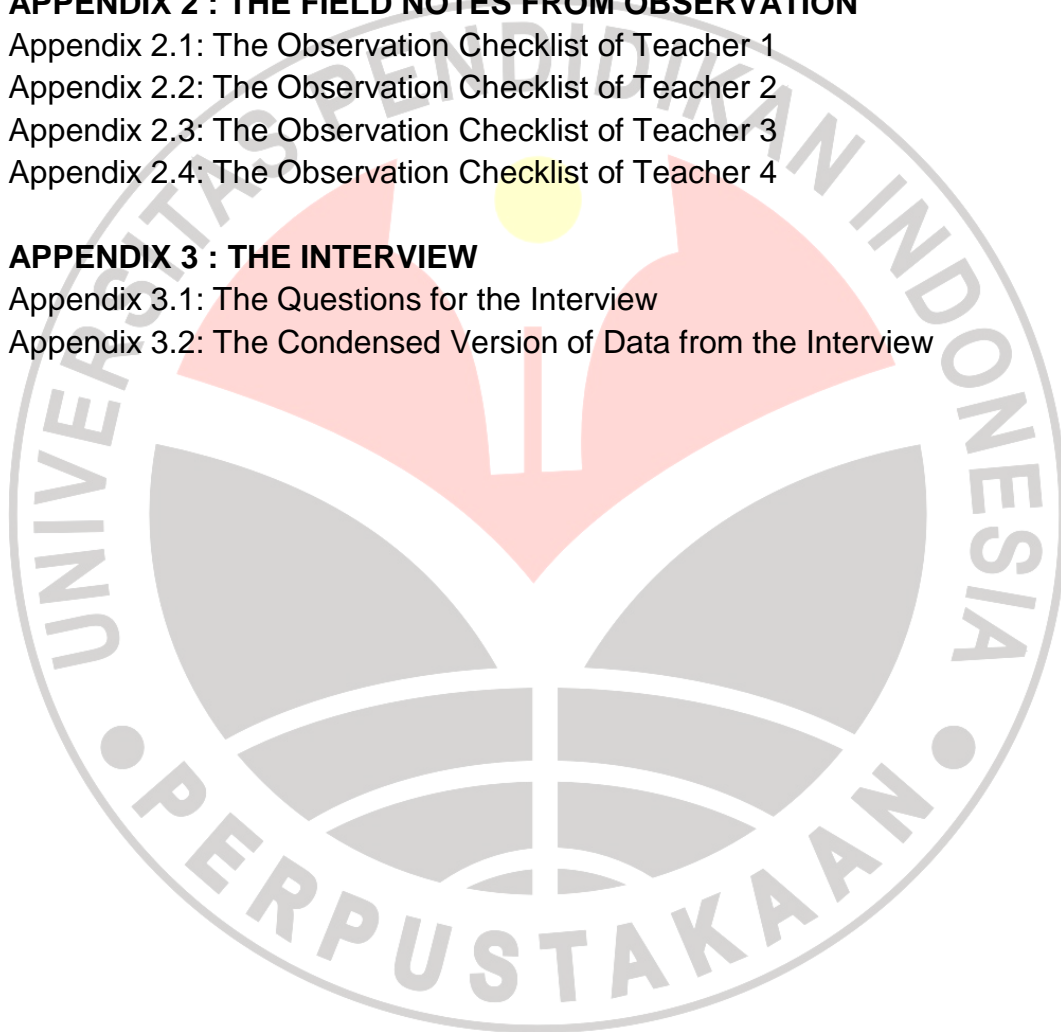 APPENDIX 2 : THE FIELD NOTES FROM OBSERVATION
Appendix 2.1: The Observation Checklist of Teacher 1
Appendix 2.2: The Observation Checklist of Teacher 2
Appendix 2.3: The Observation Checklist of Teacher 3
Appendix 2.4: The Observation Checklist of Teacher 4
APPENDIX 3 : THE INTERVIEW
Appendix 3.1: The Questions for the Interview
Appendix 3.2: The Condensed Version of Data from the Interview
UNIVERSITAS PENDIDIKAN INDONESIA
PERPUSTAKAAN